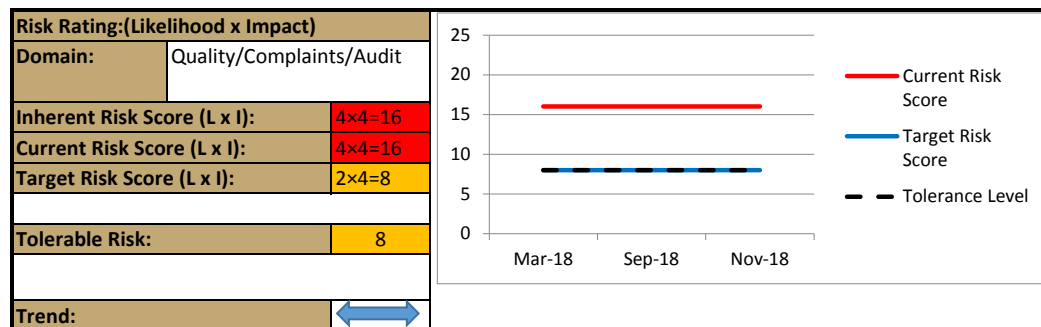 Risk Rating:(Likelihood x Impact)
Domain: Quality/Complaints/Audit
Inherent Risk Score (L x I): 4×4=16
Current Risk Score (L x I): 4×4=16
Target Risk Score (L x I): 2×4=8
Tolerable Risk: 8
Trend:
25
20
15
10
5
0
Mar-18 Sep-18 Nov-18
Current Risk
Score
Target Risk
Score
Tolerance Level